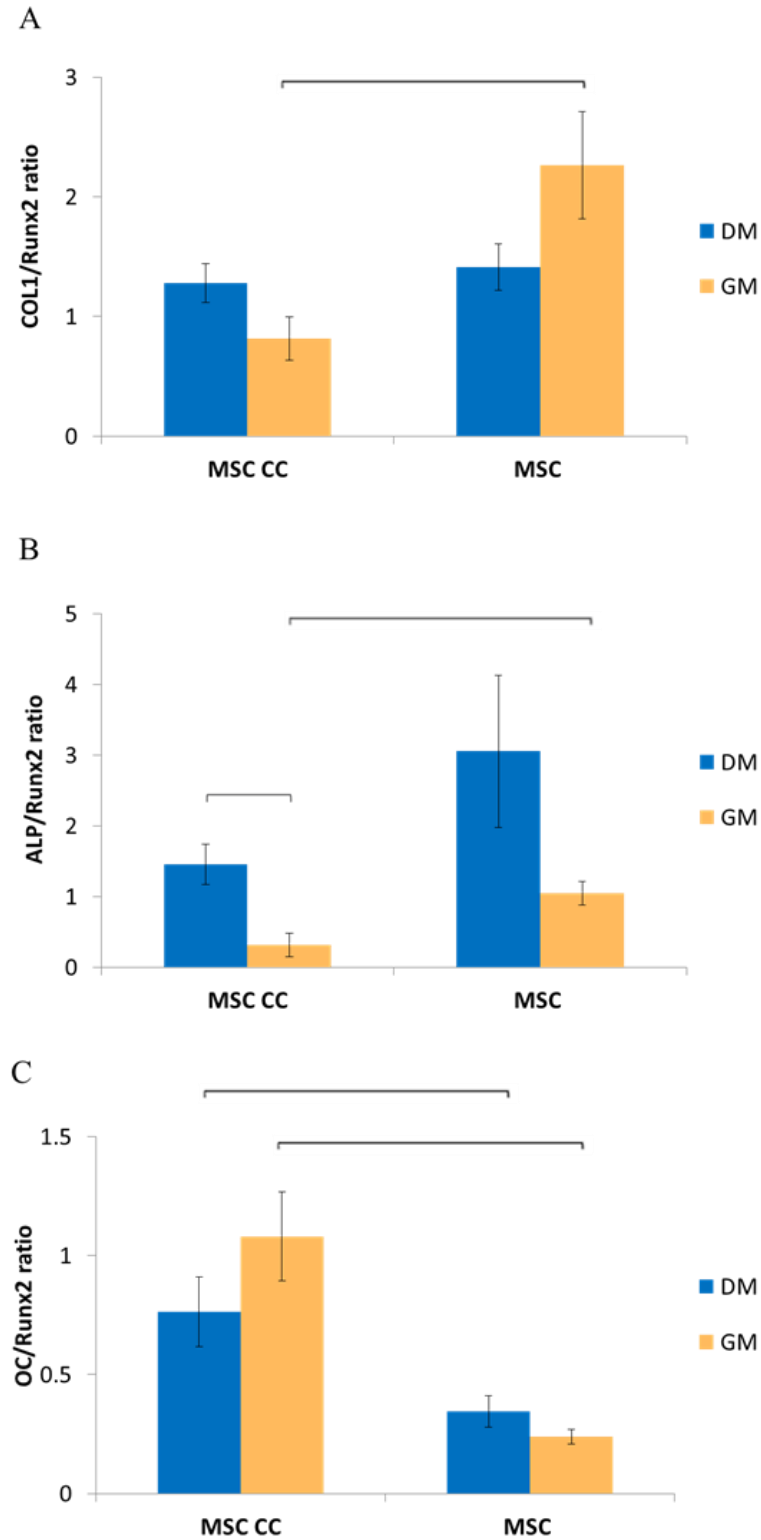 A
COL1/Runx2 ratio
3
2
1
0
MSC CC
MSC
DM
GM
B
ALP/Runx2 ratio
5
4
3
2
1
0
MSC CC
MSC
DM
GM
C
OC/Runx2 ratio
1.5
1
0.5
0
MSC CC
MSC
DM
GM